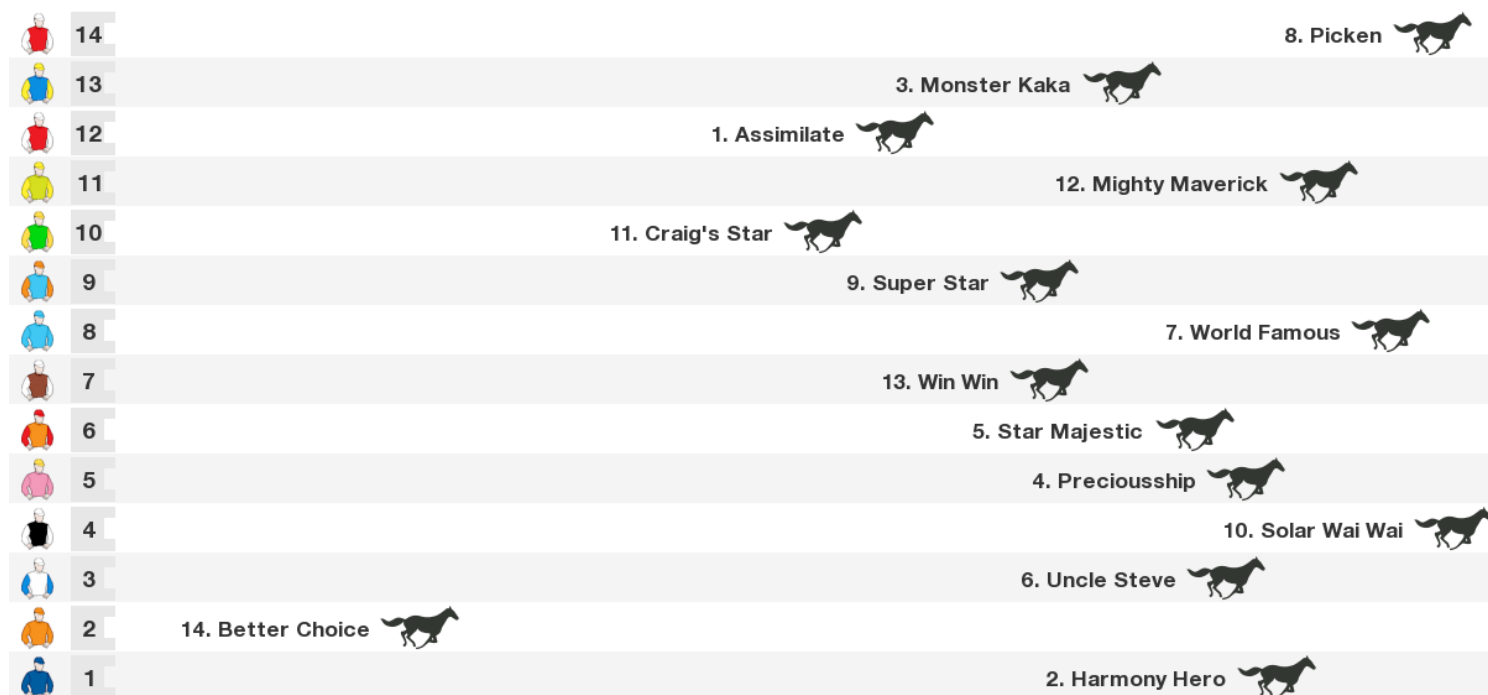 14 8. Picken
13 3. Monster Kaka
12 1. Assimilate
11 12. Mighty Maverick
10 11. Craig's Star
9 9. Super Star
8 7. World Famous
7 13. Win Win
6 5. Star Majestic
5 4. Preciousship
4 10. Solar Wai Wai
3 6. Uncle Steve
2 14. Better Choice
1 2. Harmony Hero